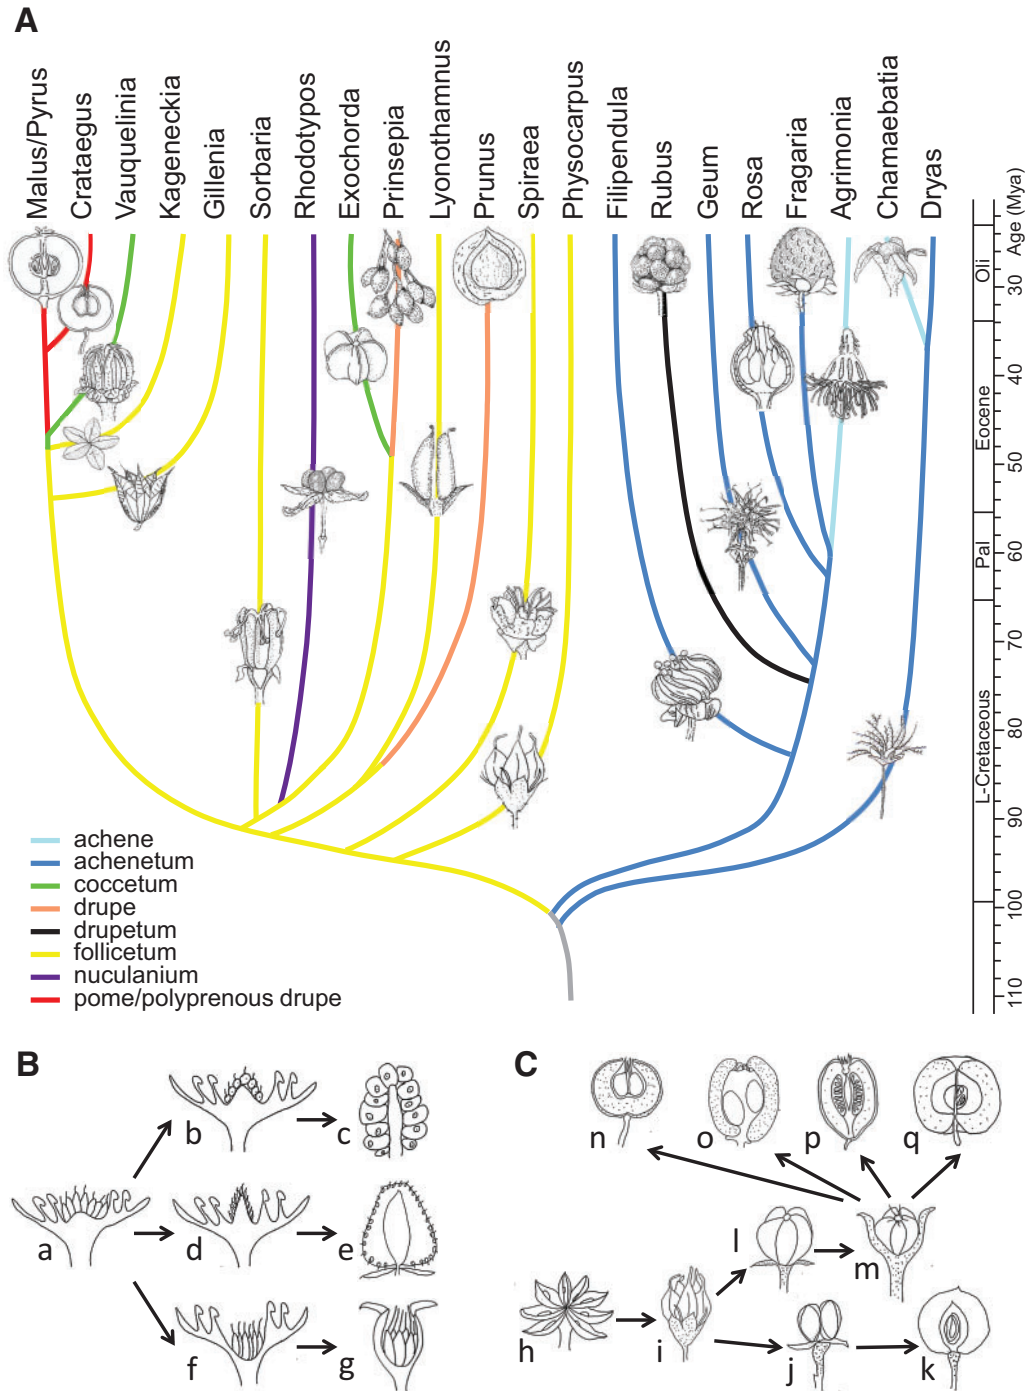 A
Malus/Pyrus
Crataegus
Vauquelinia
Kageneckia
Gillenia
Sorbaria
Rhodotypos
Exochorda
Prinsepia
Lyonothamnus
Prunus
Spiraea
Physocarpus
Filipendula
Rubus
Geum
Rosa
Fragaria
Agrimonia
Chamaebatia
Dryas
Age (Mya)
Oli
Eocene
Pal
L-Cretaceous
30
40
50
60
70
80
90
100
110
achene
achenetum
coccetum
drupe
drupetum
follicetum
nuculanium
pome/polyprenous drupe
B
b
c
a
d
e
f
g
C
n
o
p
q
l
m
h
i
j
k